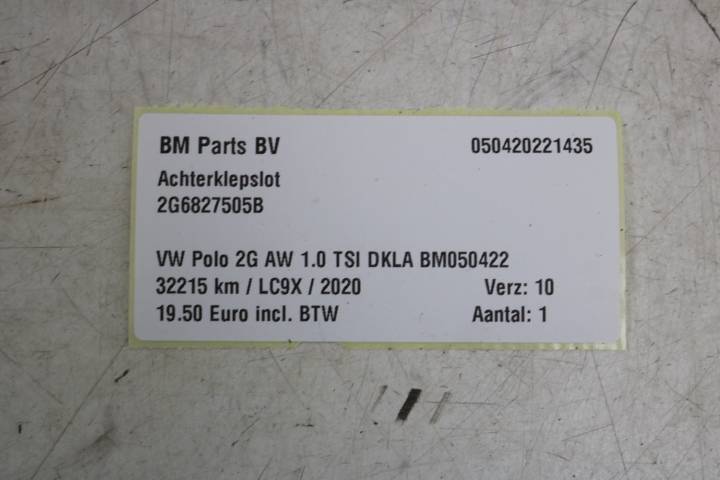 BM Parts BV 050420221435
Achterklepslot
2G6827505B
VW Polo 2G AW 1.0 TSI DKLA BM050422
32215 km / LC9X / 2020 Verz: 10
19.50 Euro incl. BTW Aantal: 1